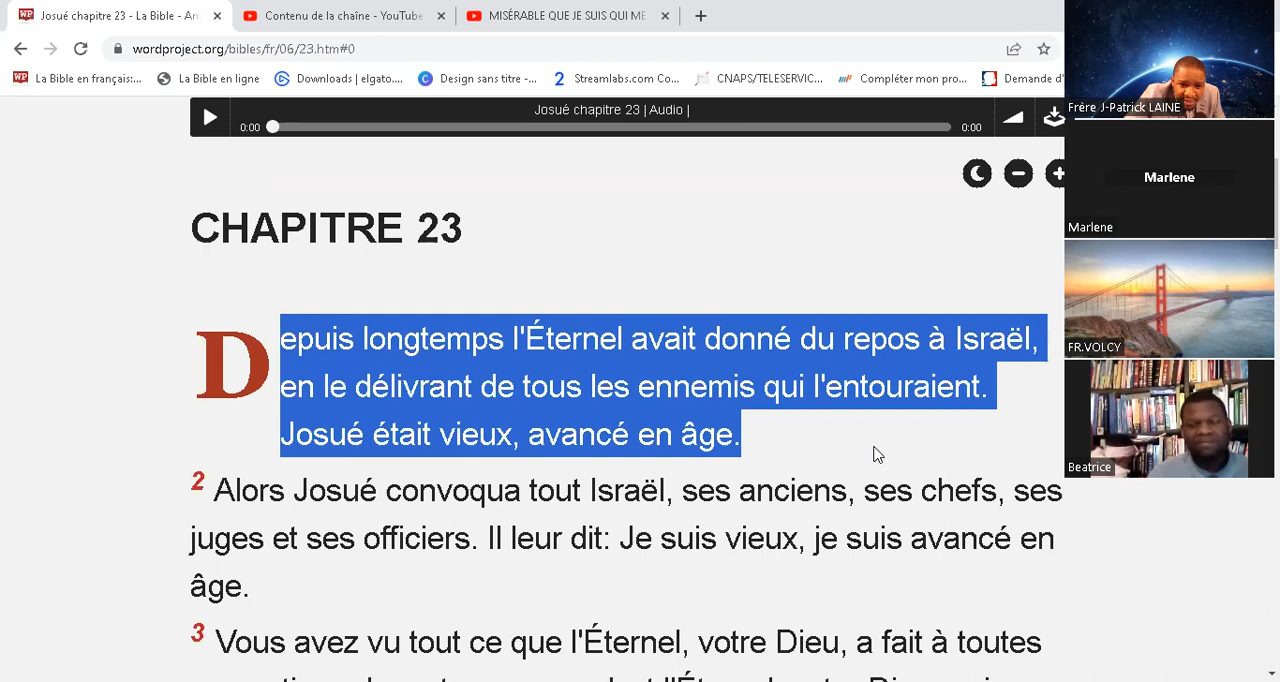 Josué chapitre 23 - La Bible - An
Contenu de la chaîne - YouTube
MISÉRABLE QUE JE SUIS QUI ME
wordproject.org/bibles/fr/06/23.htm#0
La Bible en français:...
La Bible en ligne
Downloads | elgato....
Design sans titre -...
Streamlabs.com Co...
CNAPS/TELESERVIC...
Compléter mon pro...
Demande d'
Josué chapitre 23 | Audio |
0:00
0:00
Frère J-Patrick LAINE
Marlene
Marlene
FR.VOLCY
Beatrice
CHAPITRE 23
Depuis longtemps l'Éternel avait donné du repos à Israël,
en le délivrant de tous les ennemis qui l'entouraient.
Josué était vieux, avancé en âge.
2 Alors Josué convoqua tout Israël, ses anciens, ses chefs, ses
juges et ses officiers. Il leur dit: Je suis vieux, je suis avancé en
âge.
3 Vous avez vu tout ce que l'Éternel, votre Dieu, a fait à toutes